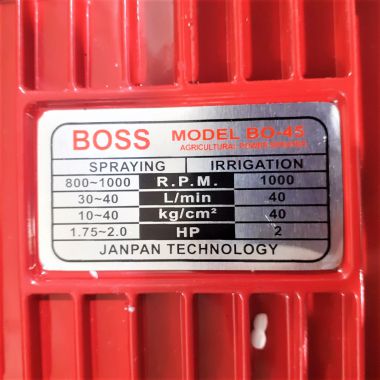 BOSS MODEL BO-45
AGRICULTURAL POWER SPRAYER
SPRAYING IRRIGATION
800~1000 R.P.M. 1000
30~40 L/min 40
10~40 kg/cm² 40
1.75~2.0 HP 2
JANPAN TECHNOLOGY